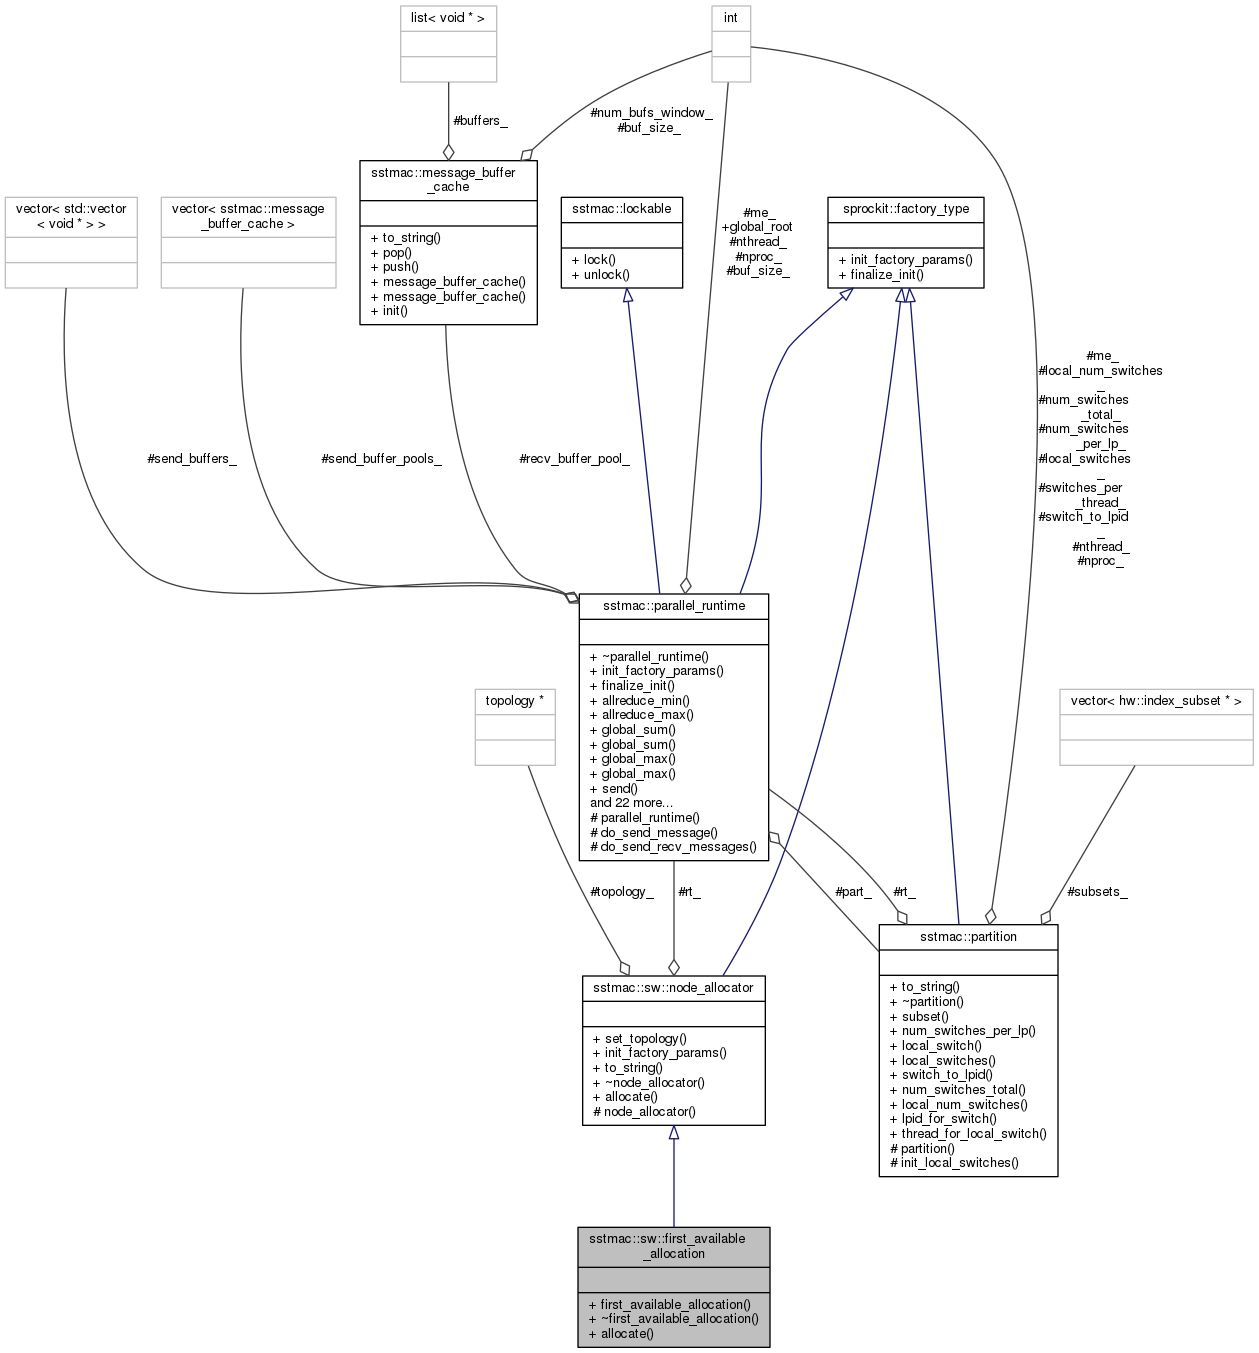 list< void * >
int
#buffers_
#num_bufs_window_
#buf_size_
sstmac::message_buffer
_cache
+ to_string()
+ pop()
+ push()
+ message_buffer_cache()
+ message_buffer_cache()
+ init()
vector< std::vector
< void * > >
vector< sstmac::message
_buffer_cache >
sstmac::lockable
+ lock()
+ unlock()
#me_
+global_root
#nthread_
#nproc_
#buf_size_
sprockit::factory_type
+ init_factory_params()
+ finalize_init()
#me_
#local_num_switches
_
#num_switches
_total_
#num_switches
_per_lp_
#local_switches
_
#switches_per
_thread_
#switch_to_lpid
_
#nthread_
#nproc_
#send_buffers_
#send_buffer_pools_
#recv_buffer_pool_
sstmac::parallel_runtime
+ ~parallel_runtime()
+ init_factory_params()
+ finalize_init()
+ allreduce_min()
+ allreduce_max()
+ global_sum()
+ global_sum()
+ global_max()
+ global_max()
+ send()
and 22 more...
# parallel_runtime()
# do_send_message()
# do_send_recv_messages()
topology *
vector< hw::index_subset * >
#topology_
#rt_
#part_
#rt_
#subsets_
sstmac::partition
+ to_string()
+ ~partition()
+ subset()
+ num_switches_per_lp()
+ local_switch()
+ local_switches()
+ switch_to_lpid()
+ num_switches_total()
+ local_num_switches()
+ lpid_for_switch()
+ thread_for_local_switch()
# partition()
# init_local_switches()
sstmac::sw::node_allocator
+ set_topology()
+ init_factory_params()
+ to_string()
+ ~node_allocator()
+ allocate()
# node_allocator()
sstmac::sw::first_available
_allocation
+ first_available_allocation()
+ ~first_available_allocation()
+ allocate()